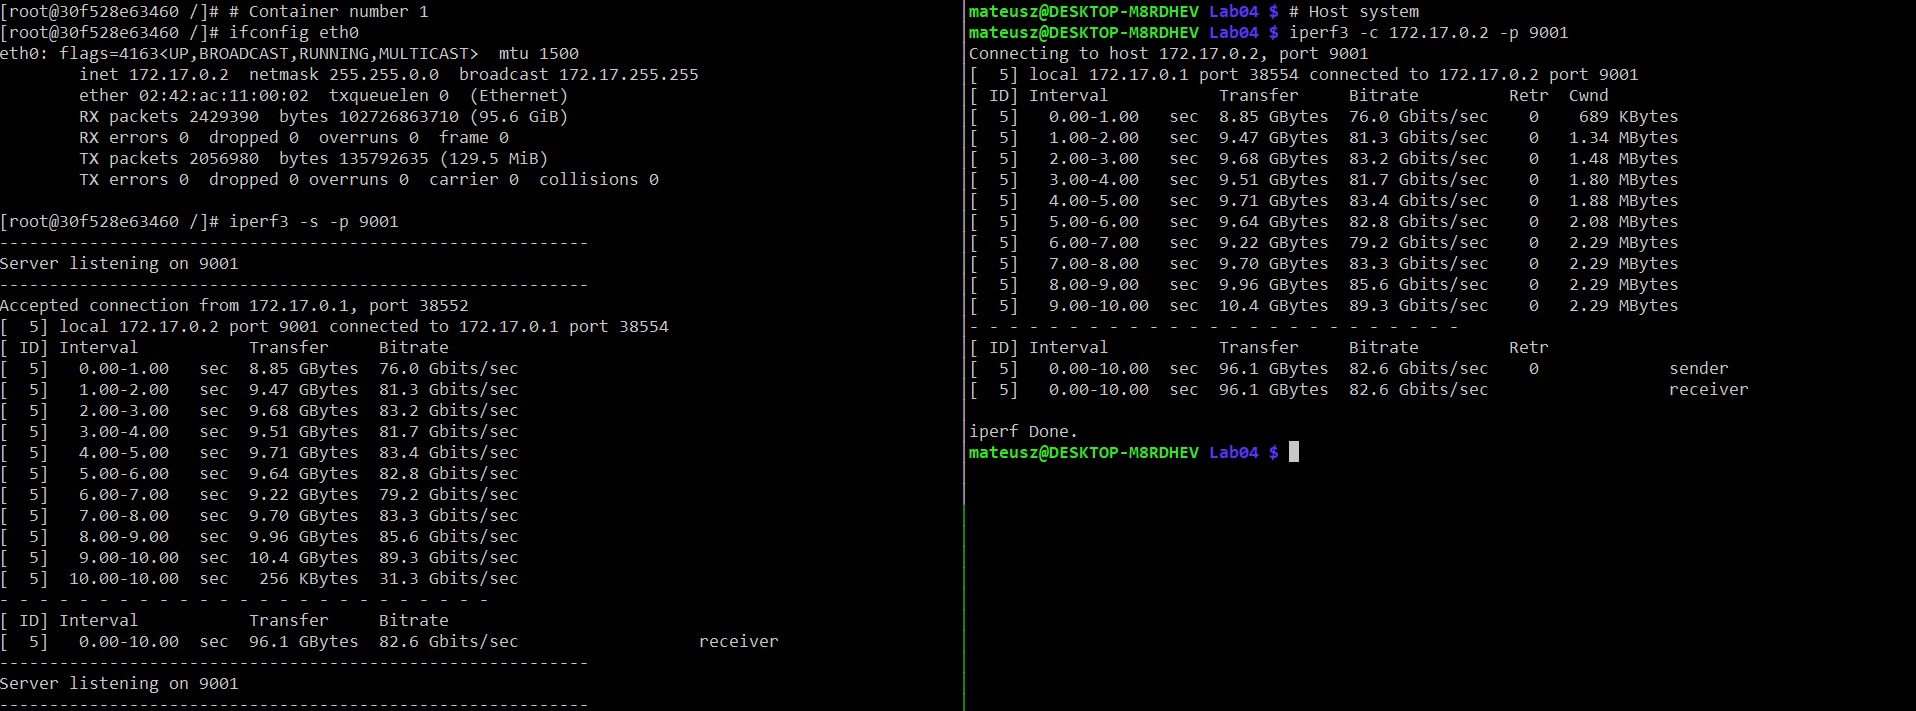 [root@30f528e63460 /]# # Container number 1
[root@30f528e63460 /]# ifconfig eth0
eth0: flags=4163<UP,BROADCAST,RUNNING,MULTICAST>  mtu 1500
        inet 172.17.0.2  netmask 255.255.0.0  broadcast 172.17.255.255
        ether 02:42:ac:11:00:02  txqueuelen 0  (Ethernet)
        RX packets 2429390  bytes 102726863710 (95.6 GiB)
        RX errors 0  dropped 0  overruns 0  frame 0
        TX packets 2056980  bytes 135792635 (129.5 MiB)
        TX errors 0  dropped 0 overruns 0  carrier 0  collisions 0

[root@30f528e63460 /]# iperf3 -s -p 9001
-----------------------------------------------------------
Server listening on 9001
-----------------------------------------------------------
Accepted connection from 172.17.0.1, port 38552
[  5] local 172.17.0.2 port 9001 connected to 172.17.0.1 port 38554
[ ID] Interval           Transfer     Bitrate
[  5]   0.00-1.00   sec  8.85 GBytes  76.0 Gbits/sec
[  5]   1.00-2.00   sec  9.47 GBytes  81.3 Gbits/sec
[  5]   2.00-3.00   sec  9.68 GBytes  83.2 Gbits/sec
[  5]   3.00-4.00   sec  9.51 GBytes  81.7 Gbits/sec
[  5]   4.00-5.00   sec  9.71 GBytes  83.4 Gbits/sec
[  5]   5.00-6.00   sec  9.64 GBytes  82.8 Gbits/sec
[  5]   6.00-7.00   sec  9.22 GBytes  79.2 Gbits/sec
[  5]   7.00-8.00   sec  9.70 GBytes  83.3 Gbits/sec
[  5]   8.00-9.00   sec  9.96 GBytes  85.6 Gbits/sec
[  5]   9.00-10.00  sec  10.4 GBytes  89.3 Gbits/sec
[  5]  10.00-10.00  sec   256 KBytes  31.3 Gbits/sec
- - - - - - - - - - - - - - - - - - - - - - - - -
[ ID] Interval           Transfer     Bitrate
[  5]   0.00-10.00  sec  96.1 GBytes  82.6 Gbits/sec                  receiver
-----------------------------------------------------------
Server listening on 9001
-----------------------------------------------------------
mateusz@DESKTOP-M8RDHEV Lab04 $ # Host system
mateusz@DESKTOP-M8RDHEV Lab04 $ iperf3 -c 172.17.0.2 -p 9001
Connecting to host 172.17.0.2, port 9001
[  5] local 172.17.0.1 port 38554 connected to 172.17.0.2 port 9001
[ ID] Interval           Transfer     Bitrate         Retr  Cwnd
[  5]   0.00-1.00   sec  8.85 GBytes  76.0 Gbits/sec    0    689 KBytes
[  5]   1.00-2.00   sec  9.47 GBytes  81.3 Gbits/sec    0   1.34 MBytes
[  5]   2.00-3.00   sec  9.68 GBytes  83.2 Gbits/sec    0   1.48 MBytes
[  5]   3.00-4.00   sec  9.51 GBytes  81.7 Gbits/sec    0   1.80 MBytes
[  5]   4.00-5.00   sec  9.71 GBytes  83.4 Gbits/sec    0   1.88 MBytes
[  5]   5.00-6.00   sec  9.64 GBytes  82.8 Gbits/sec    0   2.08 MBytes
[  5]   6.00-7.00   sec  9.22 GBytes  79.2 Gbits/sec    0   2.29 MBytes
[  5]   7.00-8.00   sec  9.70 GBytes  83.3 Gbits/sec    0   2.29 MBytes
[  5]   8.00-9.00   sec  9.96 GBytes  85.6 Gbits/sec    0   2.29 MBytes
[  5]   9.00-10.00  sec  10.4 GBytes  89.3 Gbits/sec    0   2.29 MBytes
- - - - - - - - - - - - - - - - - - - - - - - - -
[ ID] Interval           Transfer     Bitrate         Retr
[  5]   0.00-10.00  sec  96.1 GBytes  82.6 Gbits/sec    0             sender
[  5]   0.00-10.00  sec  96.1 GBytes  82.6 Gbits/sec                  receiver

iperf Done.
mateusz@DESKTOP-M8RDHEV Lab04 $